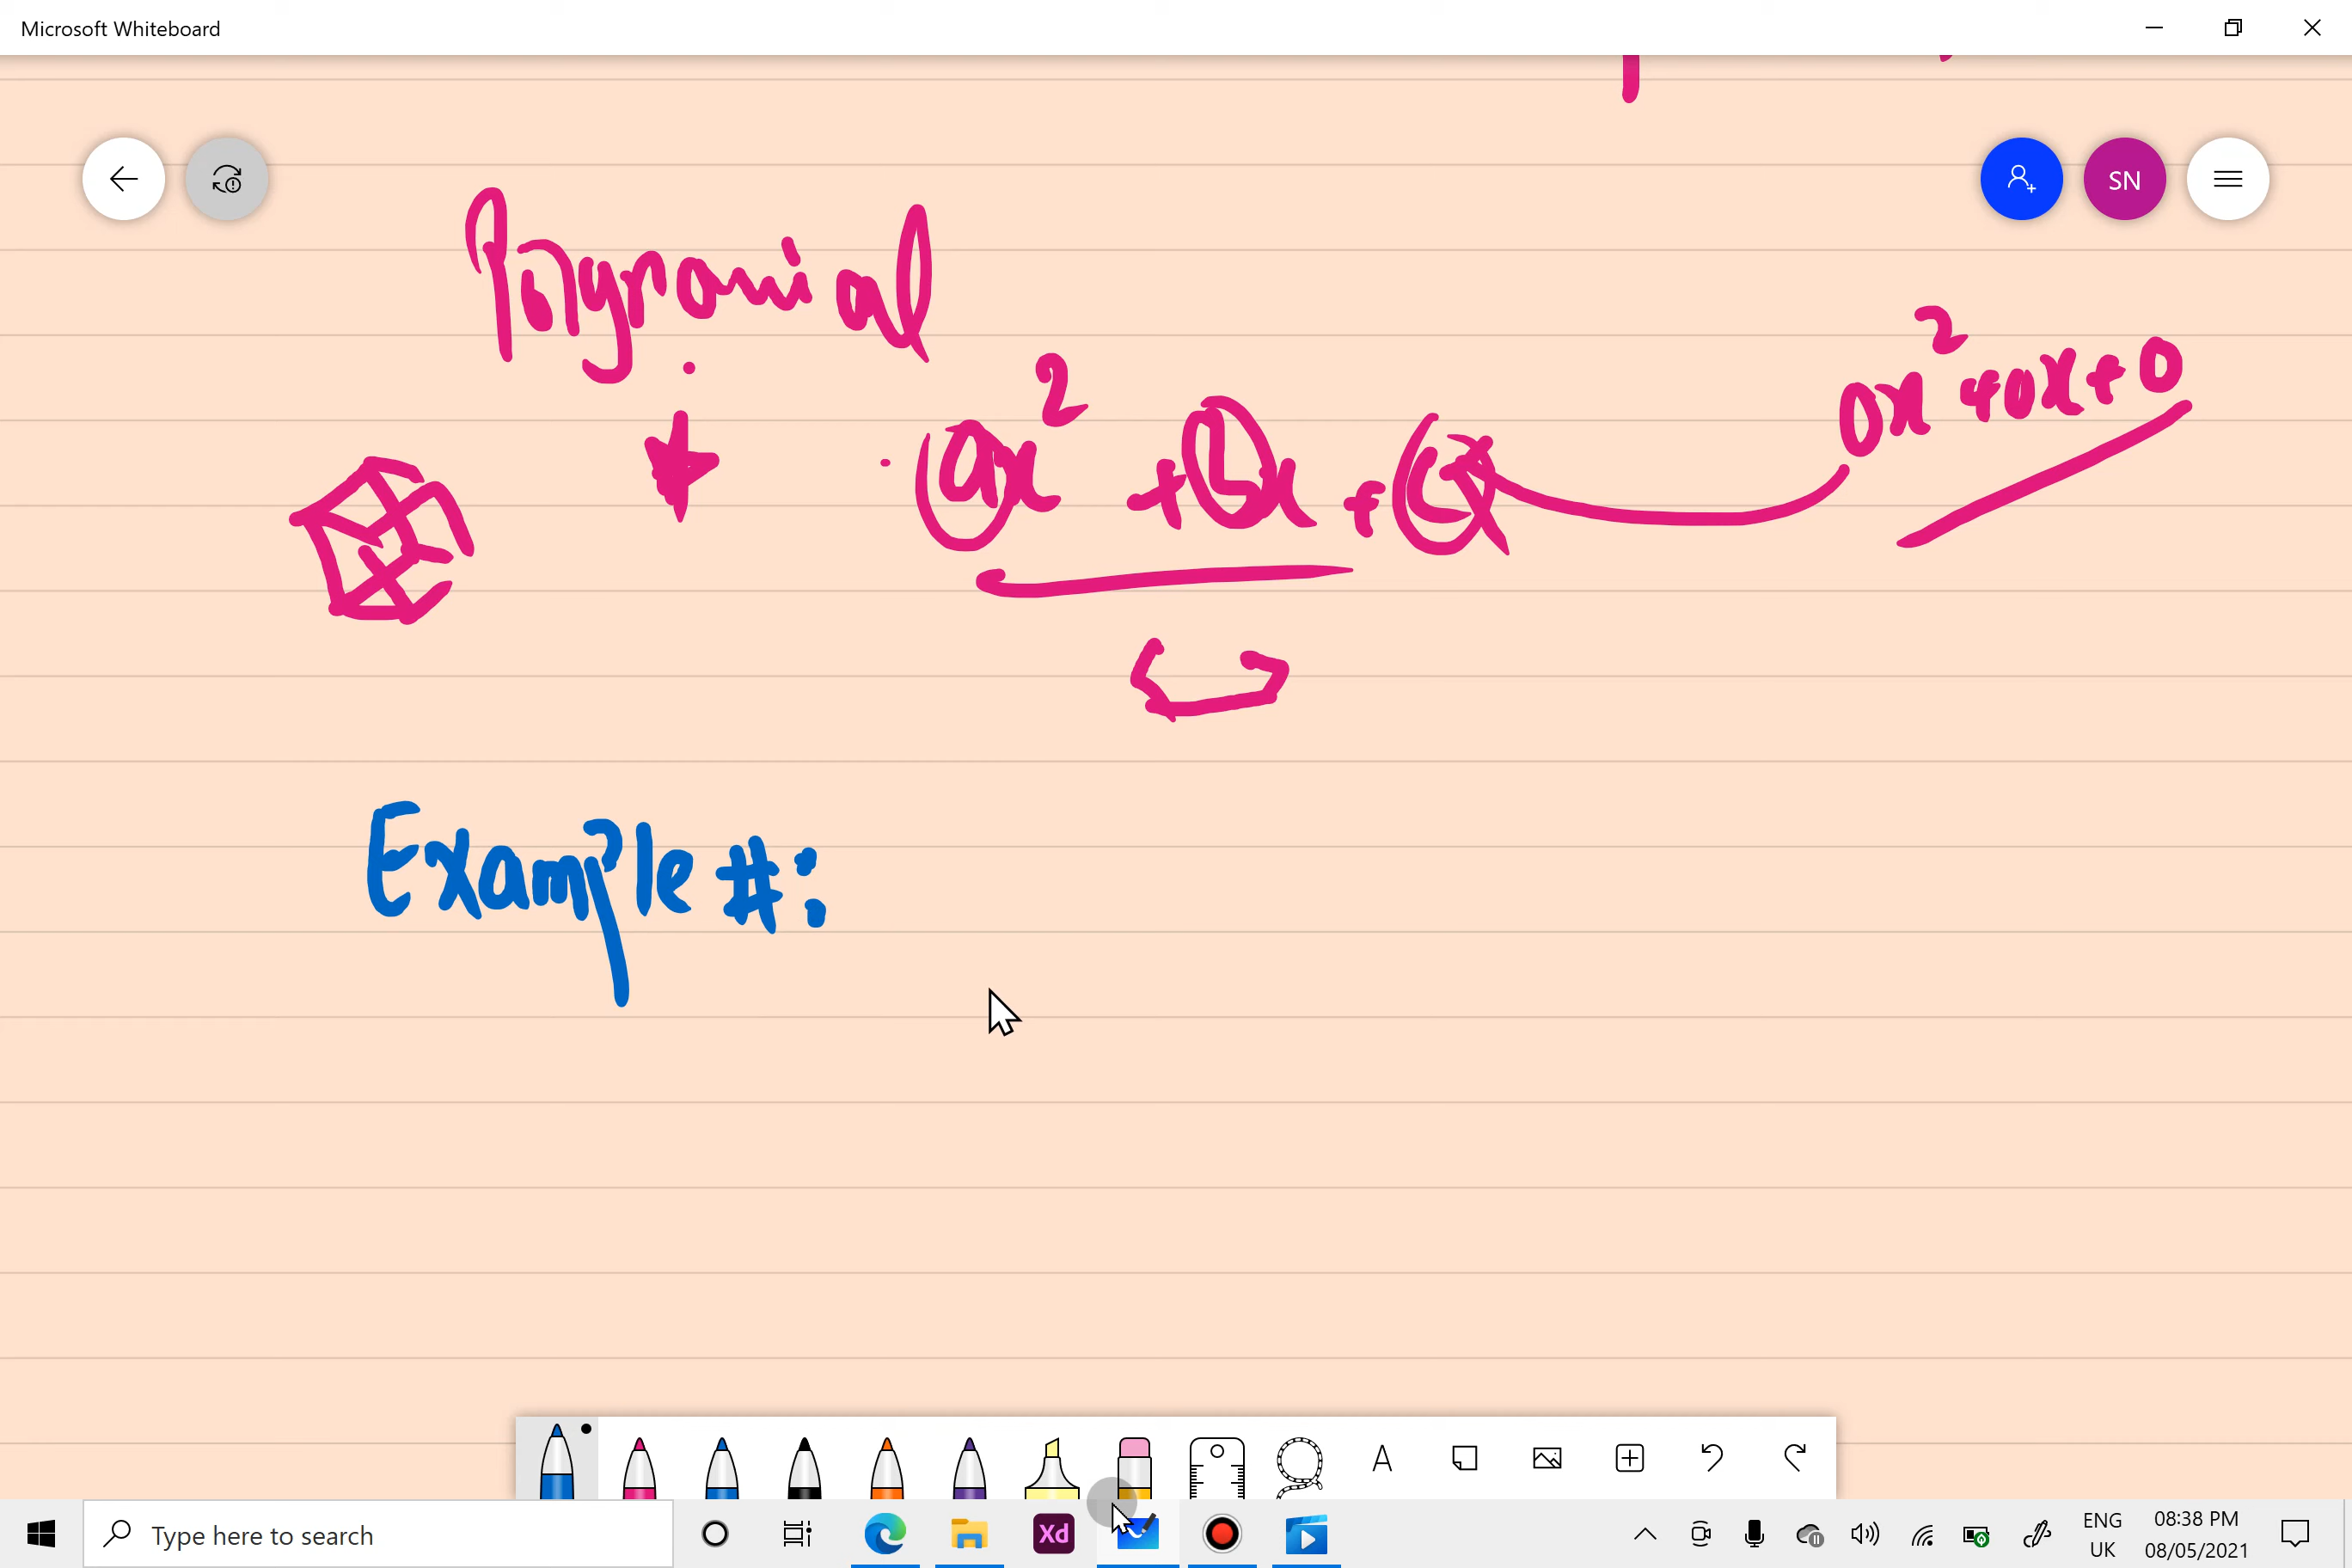 Microsoft Whiteboard
SN
Polynomial
ax² + bx + c
0x² + 0x + 0
Example #:
A
Type here to search
Xd
ENG
UK
08:38 PM
08/05/2021